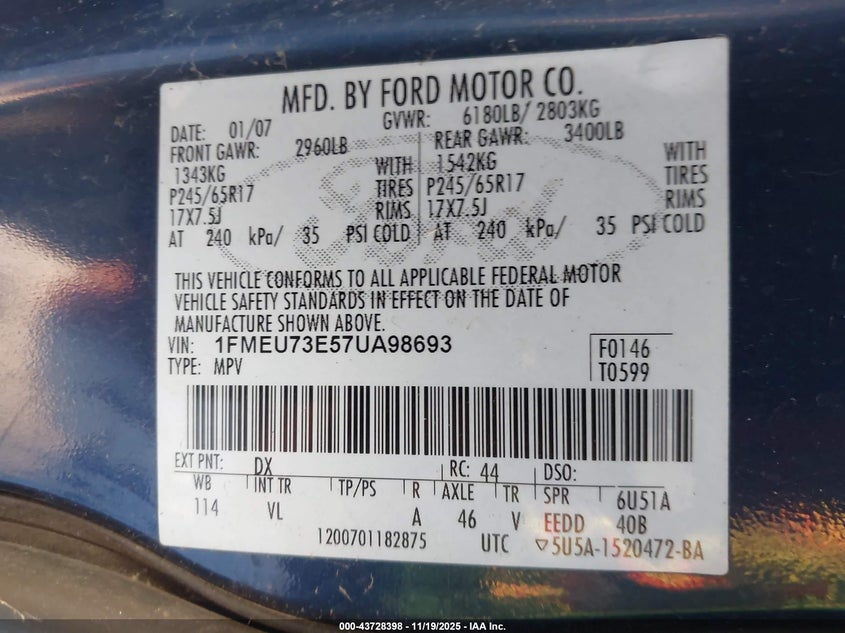 MFD. BY FORD MOTOR CO.
DATE: 01/07 GVWR: 6180LB/ 2803KG
FRONT GAWR: 2960LB REAR GAWR: 3400LB
1343KG WITH 1542KG WITH
P245/65R17 TIRES P245/65R17 TIRES
17X7.5J RIMS 17X7.5J RIMS
AT 240 kPa/ 35 PSI COLD AT 240 kPa/ 35 PSI COLD
THIS VEHICLE CONFORMS TO ALL APPLICABLE FEDERAL MOTOR
VEHICLE SAFETY STANDARDS IN EFFECT ON THE DATE OF
MANUFACTURE SHOWN ABOVE.
VIN: 1FMEU73E57UA98693 F0146
TYPE: MPV T0599
EXT PNT: DX RC: 44 DSO:
WB INT TR TP/PS R AXLE TR SPR 6U51A
114 VL A 46 V EEDD 40B
1200701182875 UTC ▽5U5A-1520472-BA
000-43728398 - 11/19/2025 - IAA Inc.